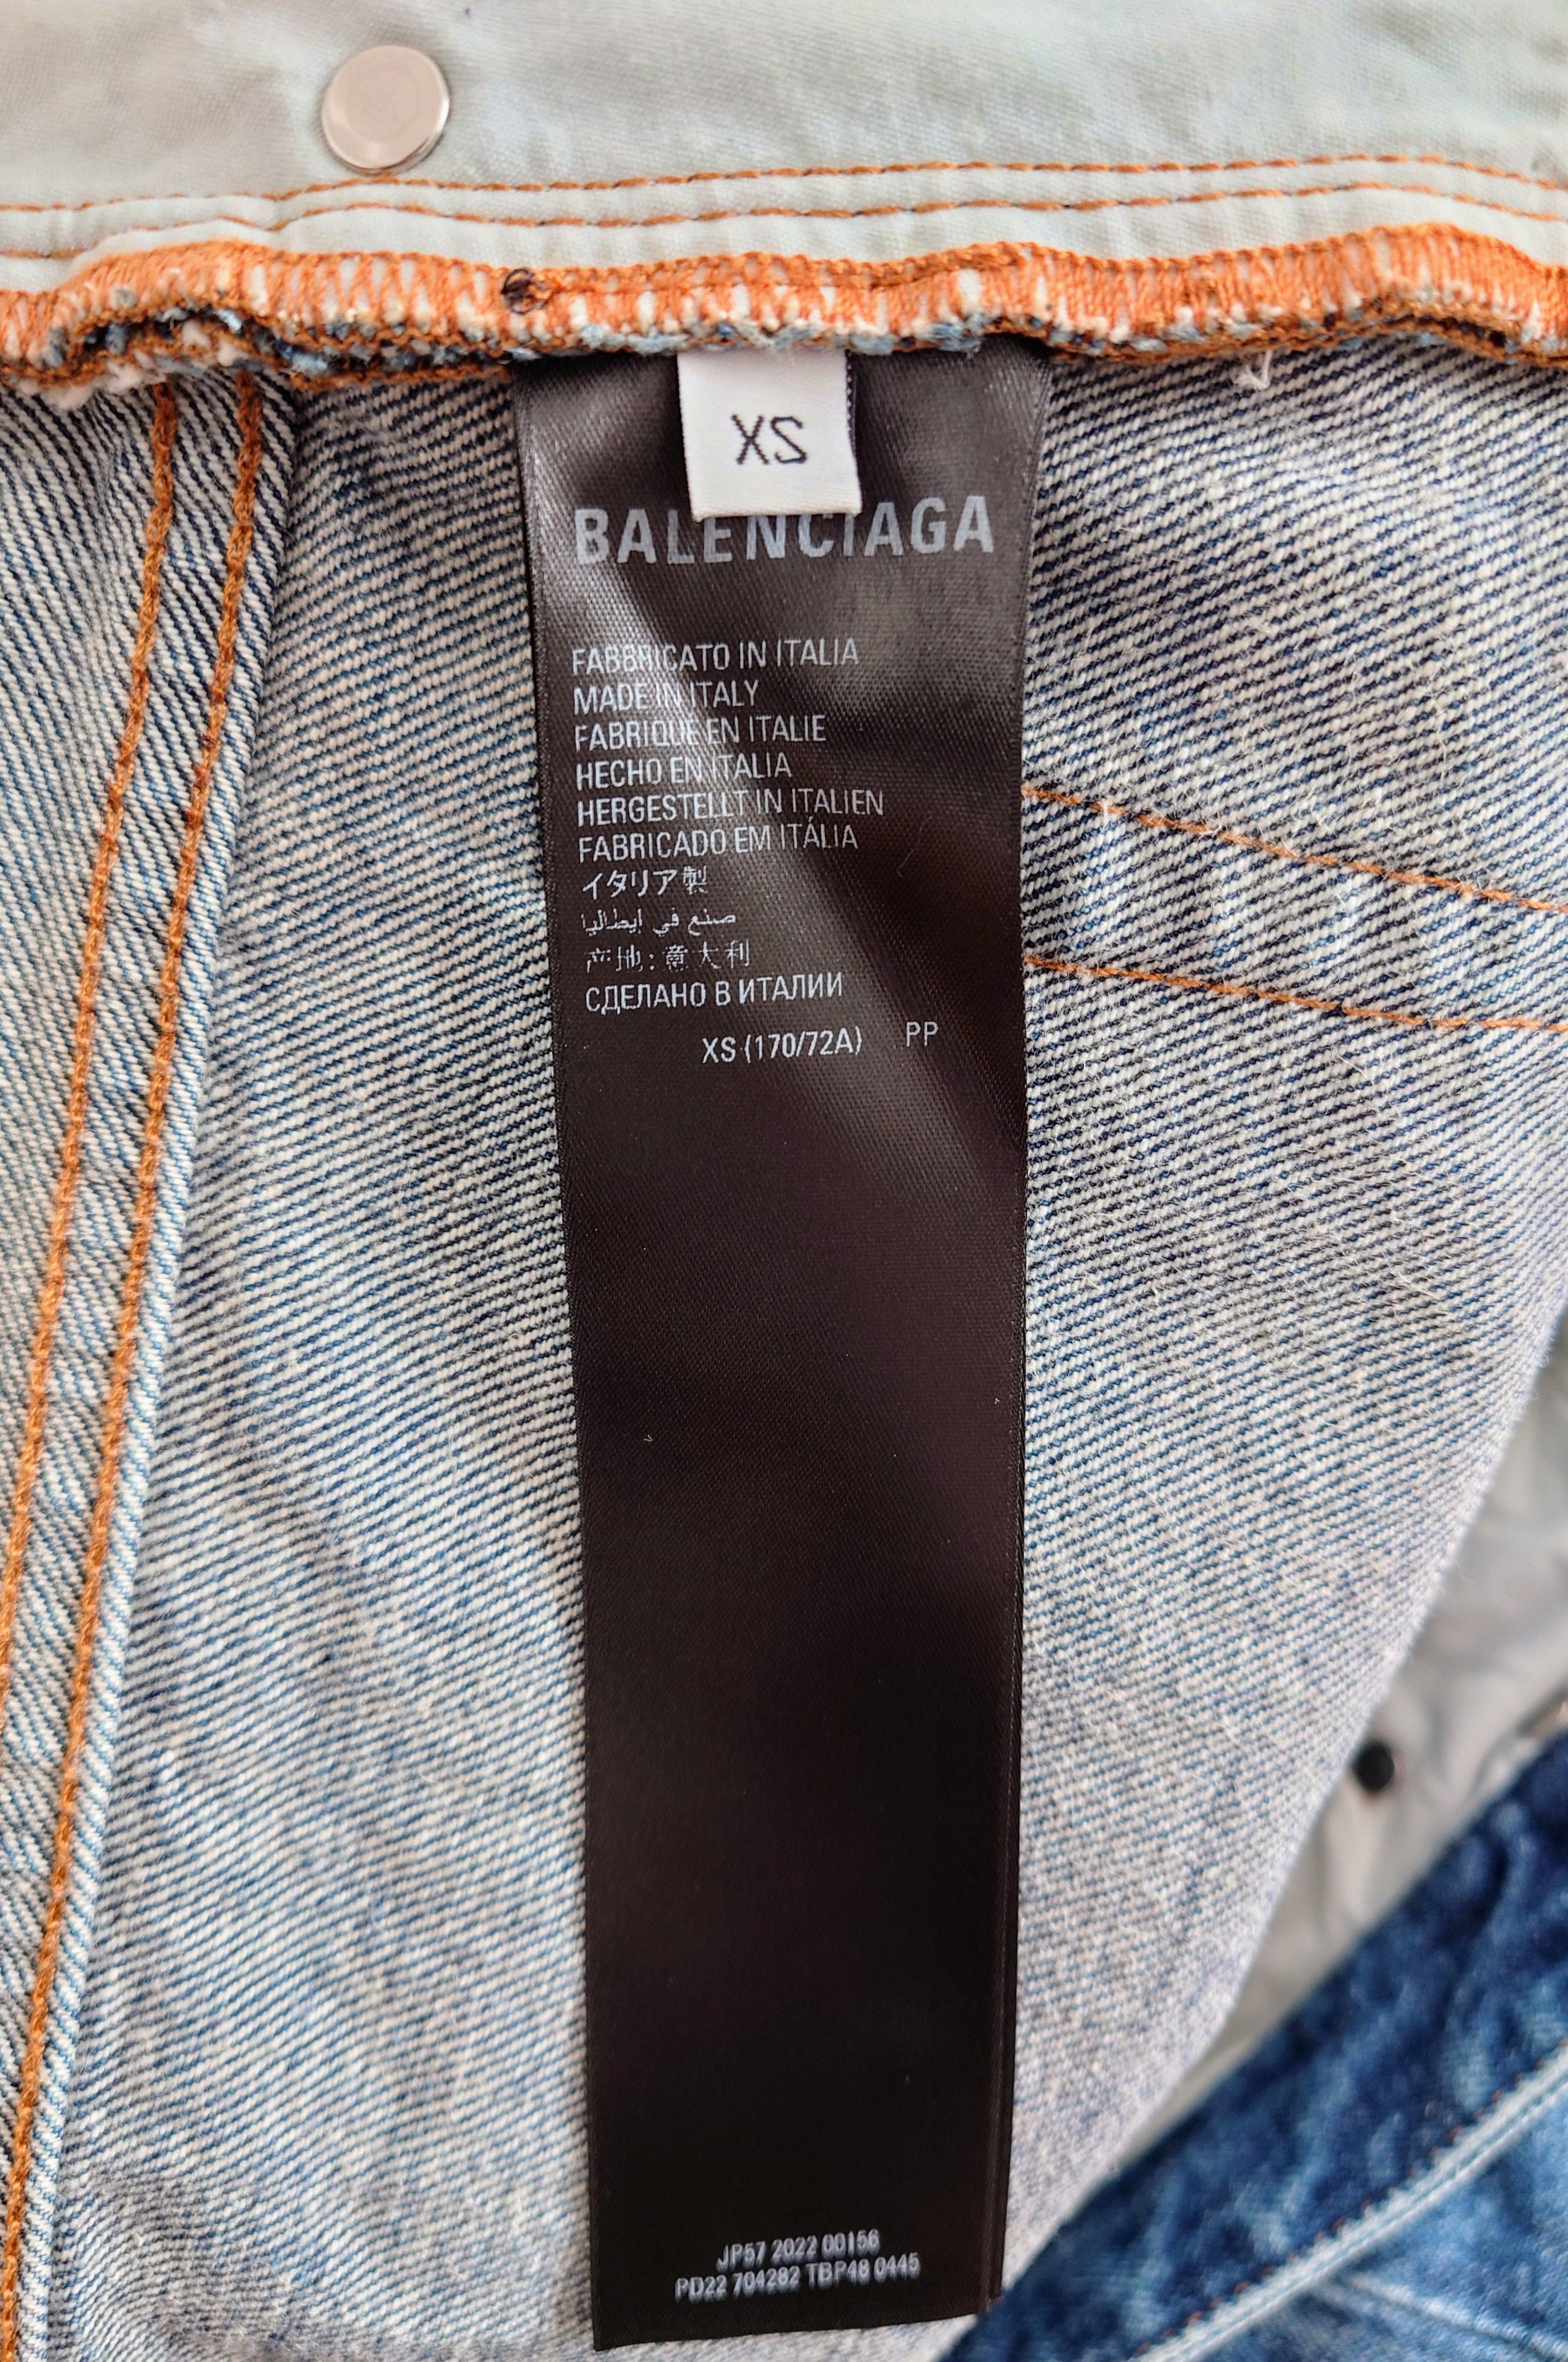 XS
BALENCIAGA
FABBRICATO IN ITALIA
MADE IN ITALY
FABRIQUÉ EN ITALIE
HECHO EN ITALIA
HERGESTELLT IN ITALIEN
FABRICADO EM ITÁLIA
イタリア製
صنع في إيطاليا
产地：意大利
СДЕЛАНО В ИТАЛИИ
XS (170/72A) PP
JP57 2022 00156
PD22 704282 TBP48 0445